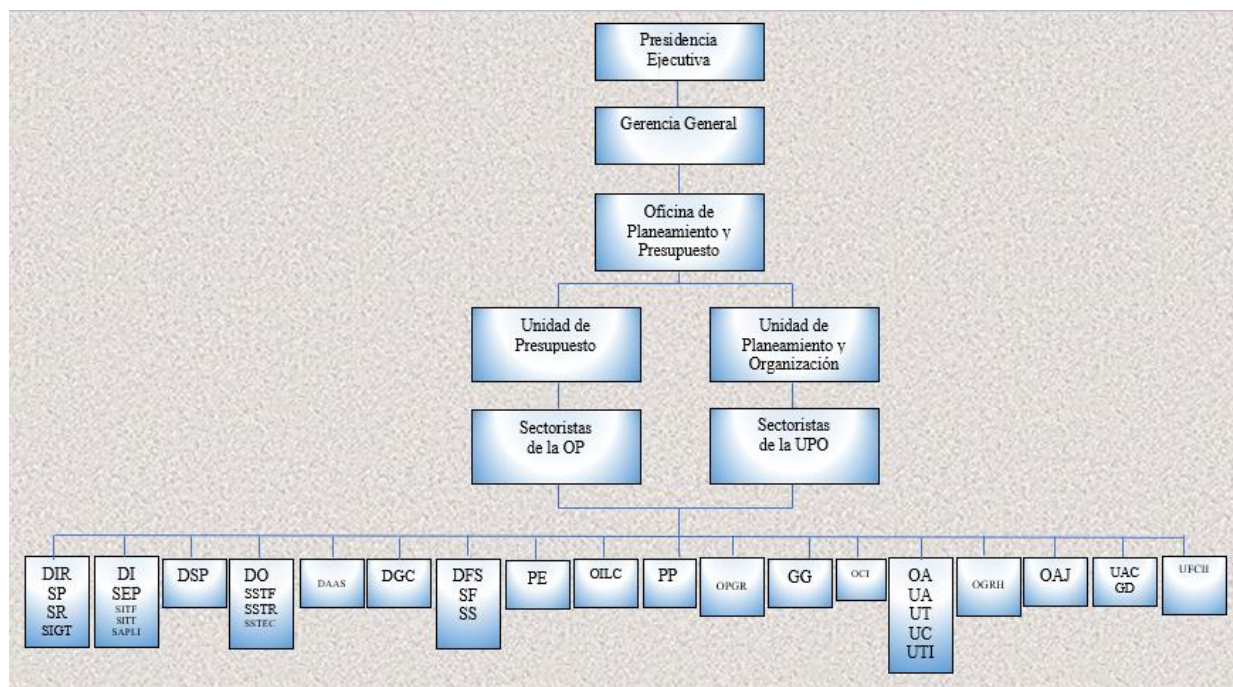 Presidencia
Ejecutiva
Gerencia General
Oficina de
Planeamiento y
Presupuesto
Unidad de
Presupuesto
Unidad de
Planeamiento y
Organización
Sectoristas
de la OP
Sectoristas
de la UPO
DIR
SP
SR
SIGT
DI
SEP
SITF
SITT
SAPLI
DSP
DO
SSTF
SSTR
SSTEC
DAAS
DGC
DFS
SF
SS
PE
OILC
PP
OPGR
GG
OCI
OA
UA
UT
UC
UTI
OGRH
OAJ
UAC
GD
UFCII